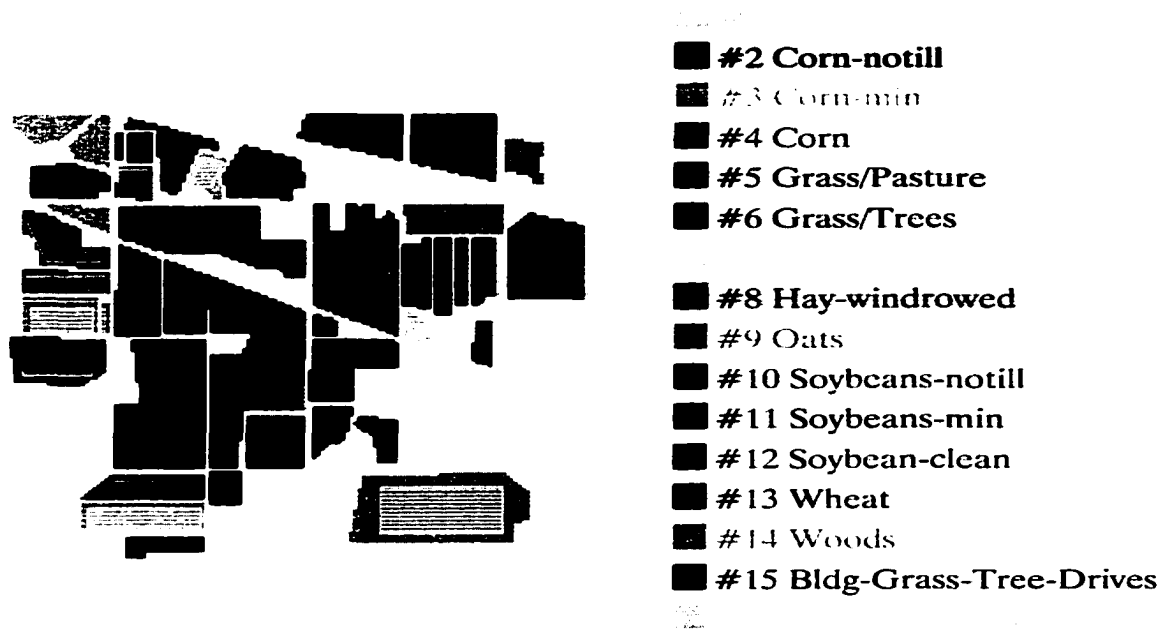 #2 Corn-notill
#3 Corn-min
#4 Corn
#5 Grass/Pasture
#6 Grass/Trees
#8 Hay-windrowed
#9 Oats
#10 Soybeans-notill
#11 Soybeans-min
#12 Soybean-clean
#13 Wheat
#14 Woods
#15 Bldg-Grass-Tree-Drives